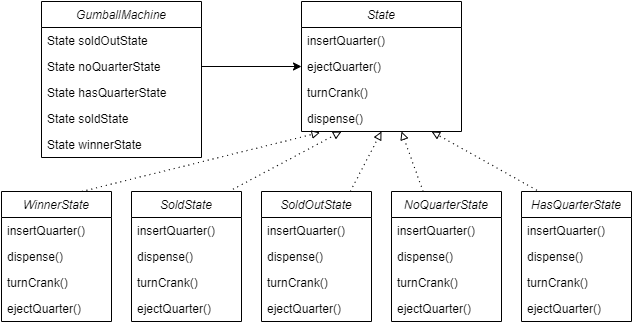 GumballMachine
State soldOutState
State noQuarterState
State hasQuarterState
State soldState
State winnerState
State
insertQuarter()
ejectQuarter()
turnCrank()
dispense()
WinnerState
insertQuarter()
dispense()
turnCrank()
ejectQuarter()
SoldState
insertQuarter()
dispense()
turnCrank()
ejectQuarter()
SoldOutState
insertQuarter()
dispense()
turnCrank()
ejectQuarter()
NoQuarterState
insertQuarter()
dispense()
turnCrank()
ejectQuarter()
HasQuarterState
insertQuarter()
dispense()
turnCrank()
ejectQuarter()